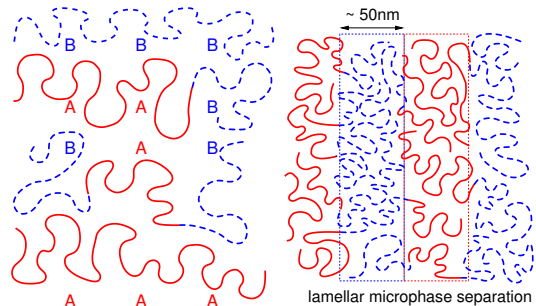 ~ 50nm
B B B
A A B
B A B
A A A
lamellar microphase separation